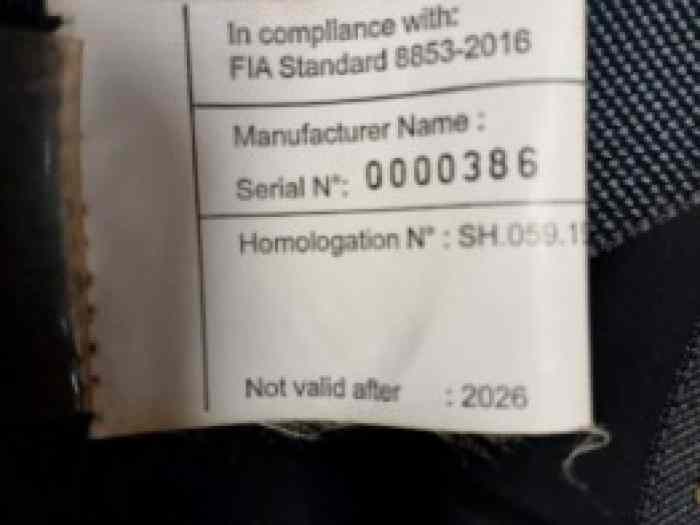 In compliance with:
FIA Standard 8853-2016
Manufacturer Name :
Serial N°: 0000386
Homologation N° : SH.059.1
Not valid after : 2026